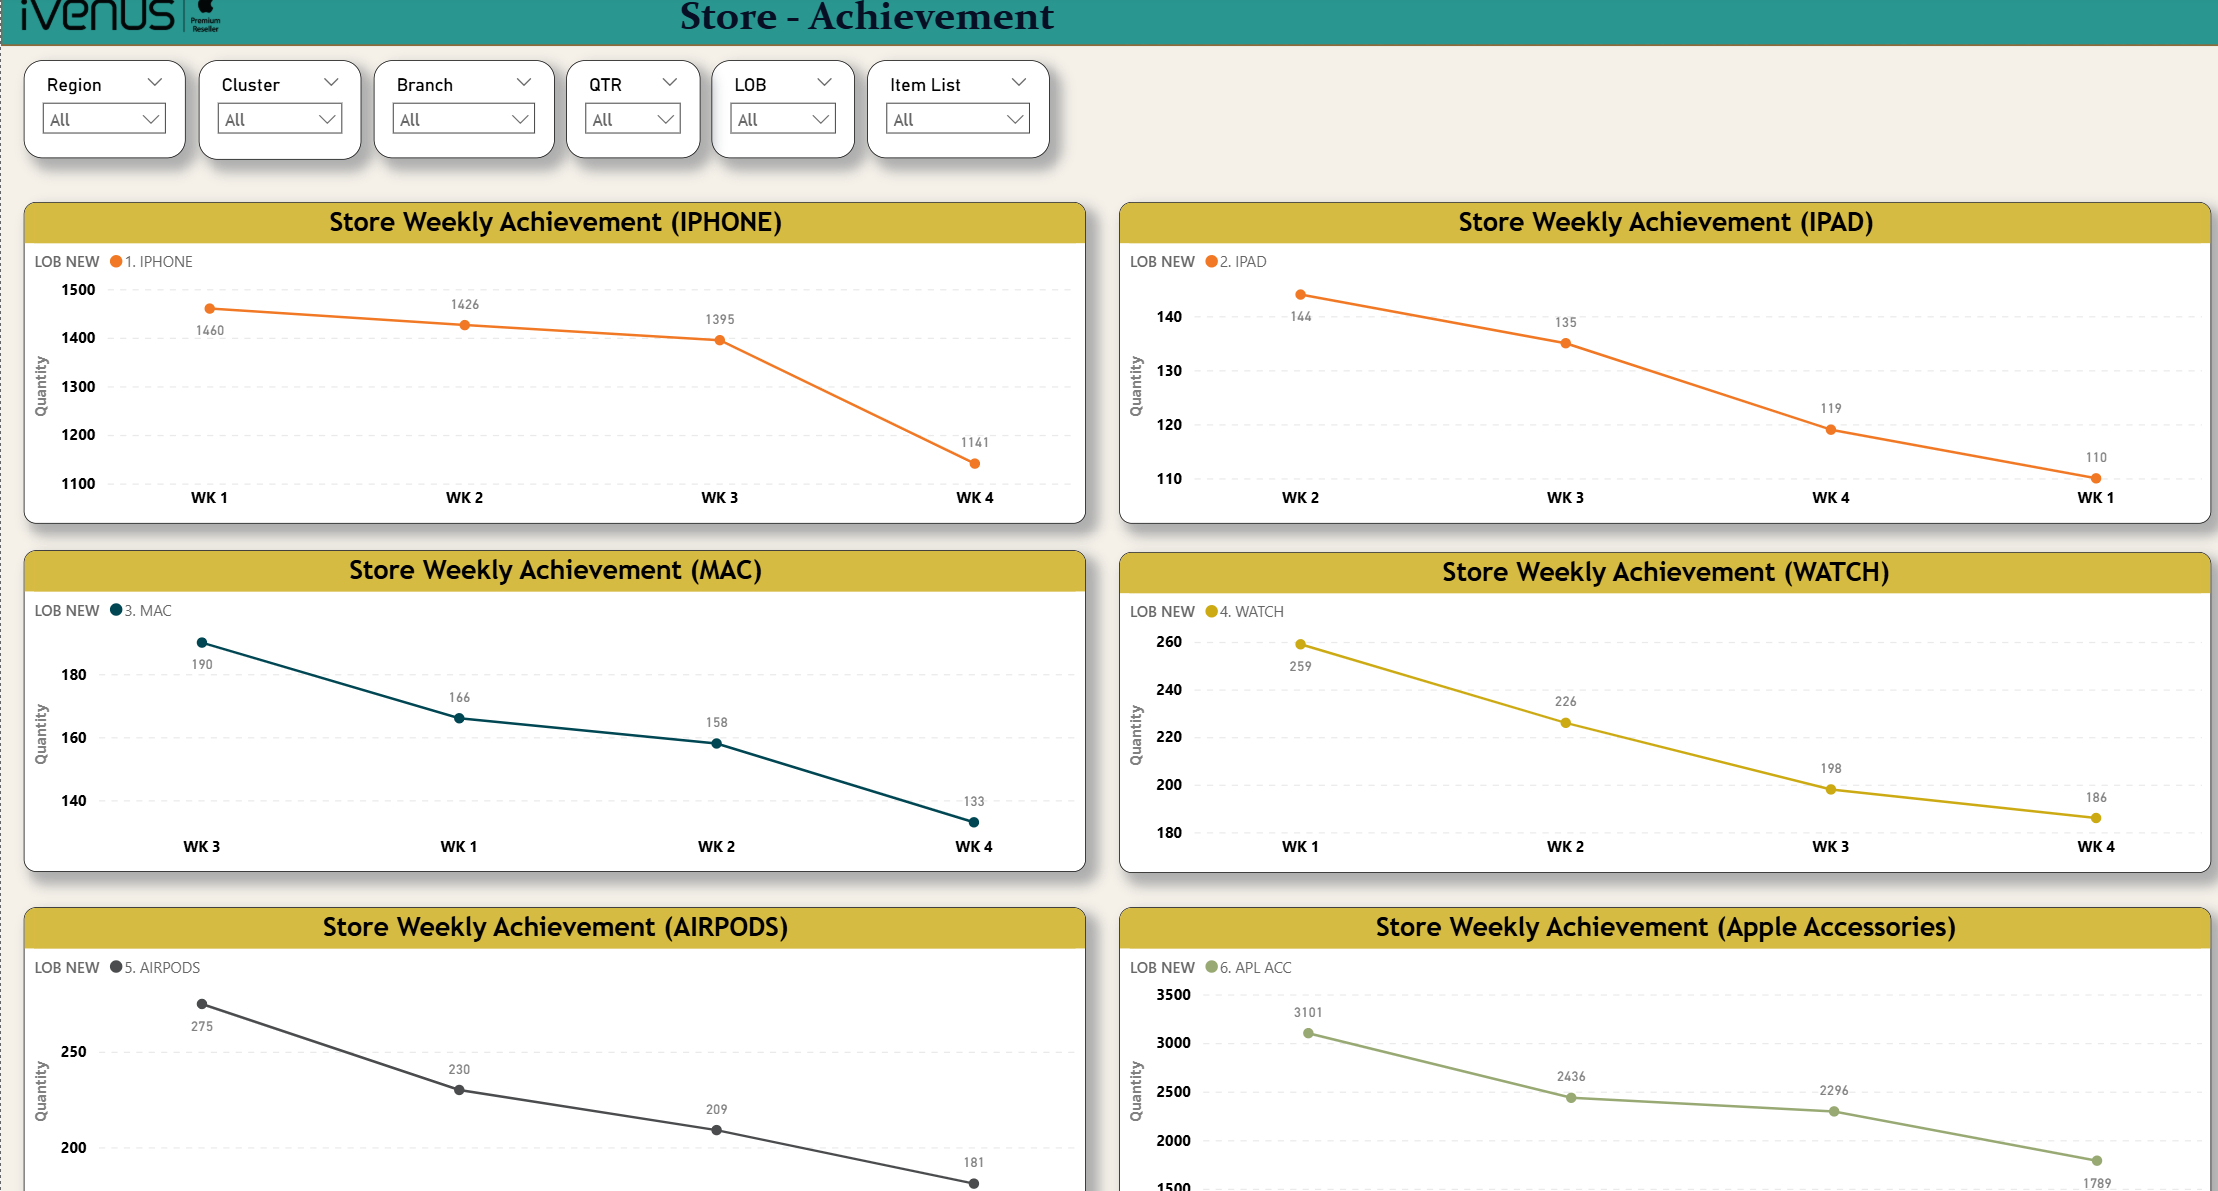 iVENUS
Premium
Reseller
Store - Achievement
Region
All
Cluster
All
Branch
All
QTR
All
LOB
All
Item List
All
Store Weekly Achievement (IPHONE)
LOB NEW 1. IPHONE
Quantity
1500
1400
1300
1200
1100
1460
1426
1395
1141
WK 1 WK 2 WK 3 WK 4
Store Weekly Achievement (IPAD)
LOB NEW 2. IPAD
Quantity
140
130
120
110
144
135
119
110
WK 2 WK 3 WK 4 WK 1
Store Weekly Achievement (MAC)
LOB NEW 3. MAC
Quantity
180
160
140
190
166
158
133
WK 3 WK 1 WK 2 WK 4
Store Weekly Achievement (WATCH)
LOB NEW 4. WATCH
Quantity
260
240
220
200
180
259
226
198
186
WK 1 WK 2 WK 3 WK 4
Store Weekly Achievement (AIRPODS)
LOB NEW 5. AIRPODS
Quantity
250
200
275
230
209
181
Store Weekly Achievement (Apple Accessories)
LOB NEW 6. APL ACC
Quantity
3500
3000
2500
2000
1500
3101
2436
2296
1789